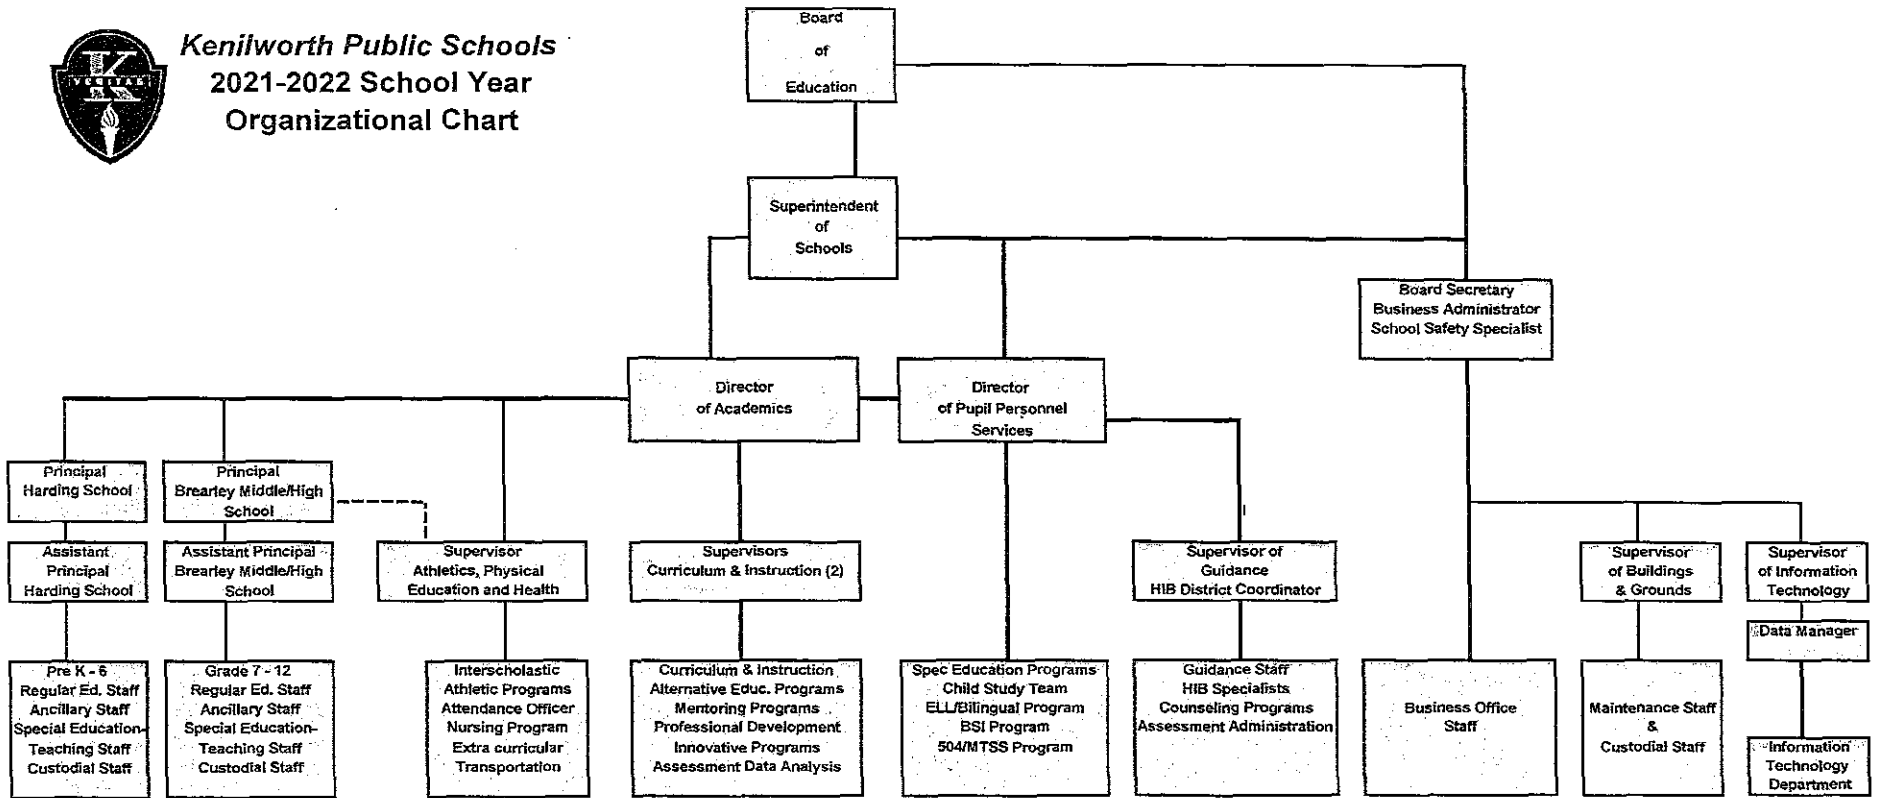 K
VERITAS
Kenilworth Public Schools
2021-2022 School Year
Organizational Chart
Board
of
Education
Superintendent
of
Schools
Board Secretary
Business Administrator
School Safety Specialist
Director
of Academics
Director
of Pupil Personnel
Services
Principal
Harding School
Principal
Brearley Middle/High
School
Assistant
Principal
Harding School
Assistant Principal
Brearley Middle/High
School
Supervisor
Athletics, Physical
Education and Health
Supervisors
Curriculum & Instruction (2)
Supervisor of
Guidance
HIB District Coordinator
Supervisor
of Buildings
& Grounds
Supervisor
of Information
Technology
Data Manager
Pre K - 6
Regular Ed. Staff
Ancillary Staff
Special Education-
Teaching Staff
Custodial Staff
Grade 7 - 12
Regular Ed. Staff
Ancillary Staff
Special Education-
Teaching Staff
Custodial Staff
Interscholastic
Athletic Programs
Attendance Officer
Nursing Program
Extra curricular
Transportation
Curriculum & Instruction
Alternative Educ. Programs
Mentoring Programs
Professional Development
Innovative Programs
Assessment Data Analysis
Spec Education Programs
Child Study Team
ELL/Bilingual Program
BSI Program
504/MTSS Program
Guidance Staff
HIB Specialists
Counseling Programs
Assessment Administration
Business Office
Staff
Maintenance Staff
&
Custodial Staff
Information
Technology
Department